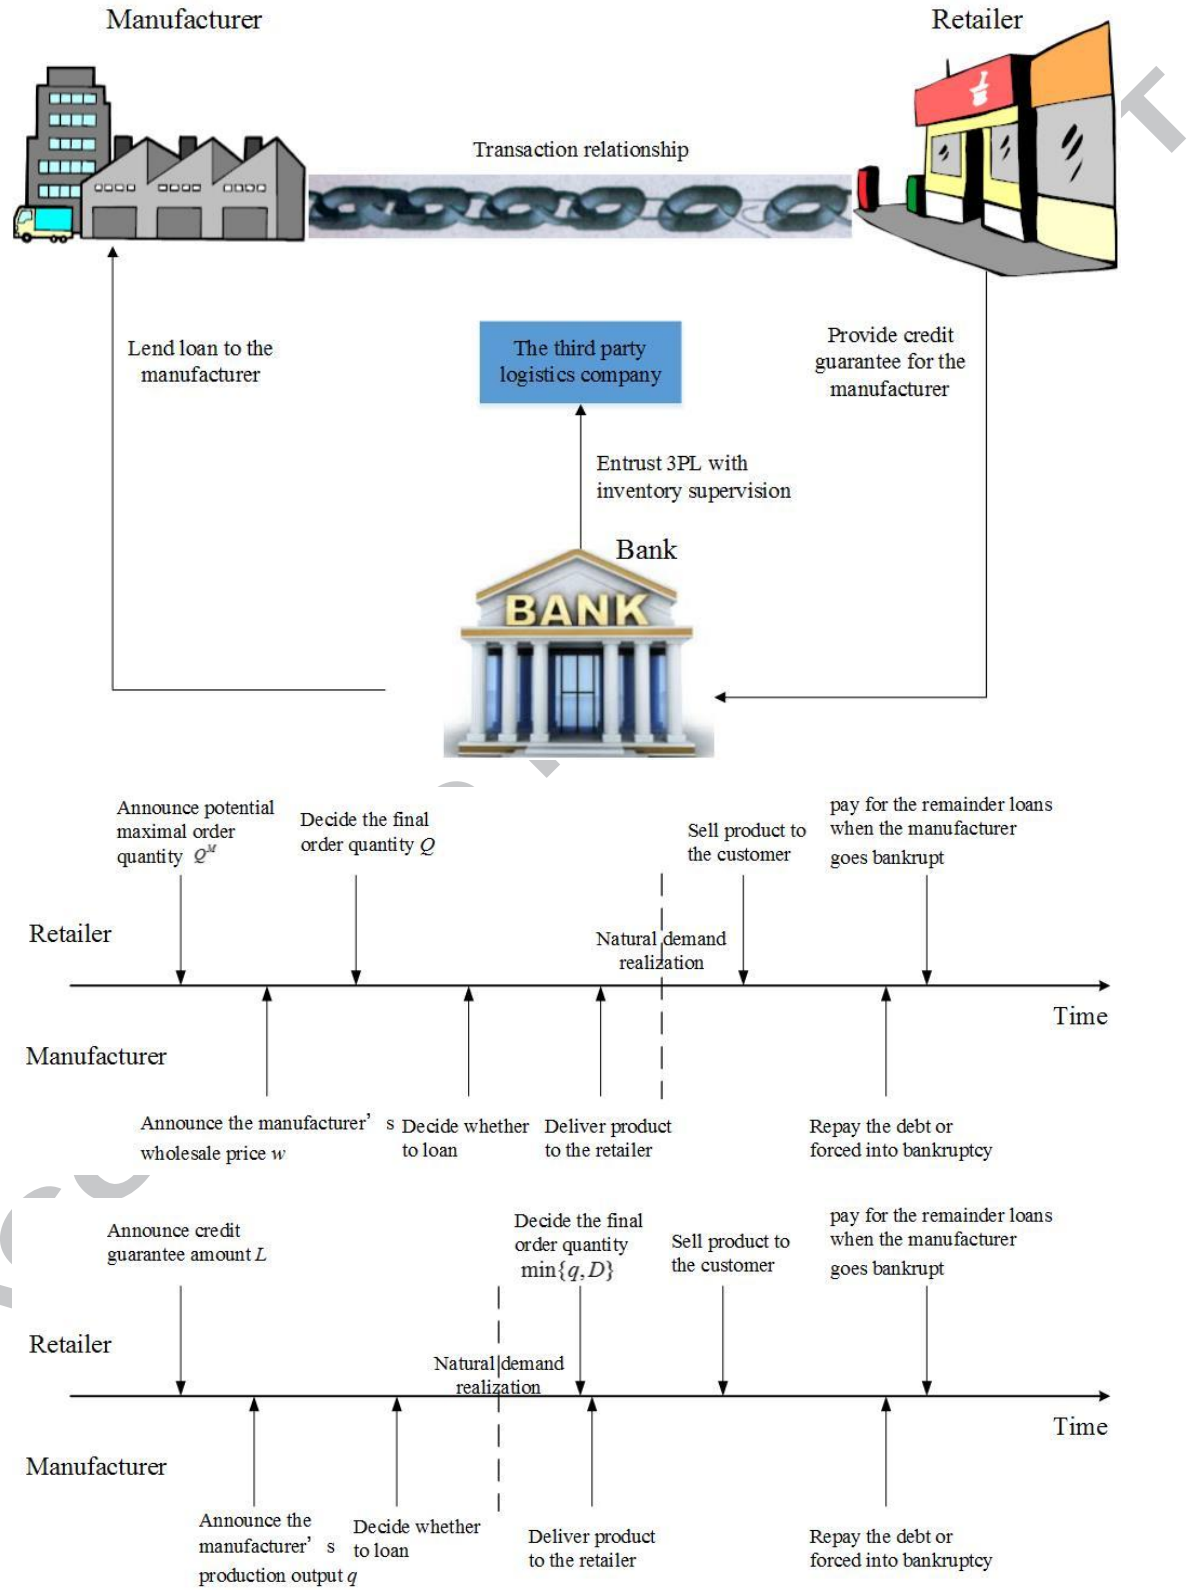 Manufacturer
Retailer
Transaction relationship
Lend loan to the
manufacturer
The third party
logistics company
Provide credit
guarantee for the
manufacturer
Entrust 3PL with
inventory supervision
Bank
BANK
Announce potential
maximal order
quantity Q^M
Decide the final
order quantity Q
Sell product to
the customer
pay for the remainder loans
when the manufacturer
goes bankrupt
Retailer
Natural demand
realization
Time
Manufacturer
Announce the manufacturer’ s
wholesale price w
Decide whether
to loan
Deliver product
to the retailer
Repay the debt or
forced into bankruptcy
Announce credit
guarantee amount L
Decide the final
order quantity
min{q,D}
Sell product to
the customer
pay for the remainder loans
when the manufacturer
goes bankrupt
Retailer
Natural demand
realization
Time
Manufacturer
Announce the
manufacturer’ s
production output q
Decide whether
to loan
Deliver product
to the retailer
Repay the debt or
forced into bankruptcy